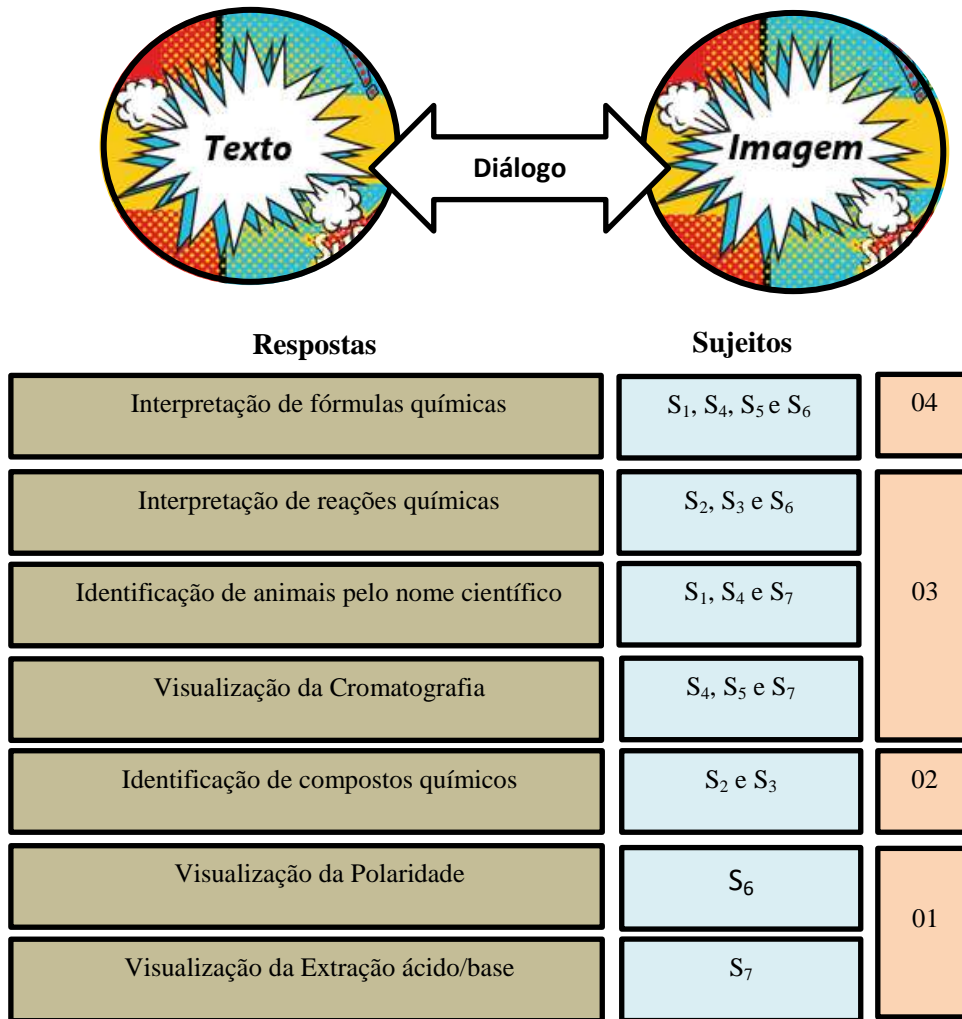 Texto
Diálogo
Imagem
Respostas Sujeitos
Interpretação de fórmulas químicas S₁, S₄, S₅ e S₆ 04
Interpretação de reações químicas S₂, S₃ e S₆
Identificação de animais pelo nome científico S₁, S₄ e S₇ 03
Visualização da Cromatografia S₄, S₅ e S₇
Identificação de compostos químicos S₂ e S₃ 02
Visualização da Polaridade S₆
01
Visualização da Extração ácido/base S₇